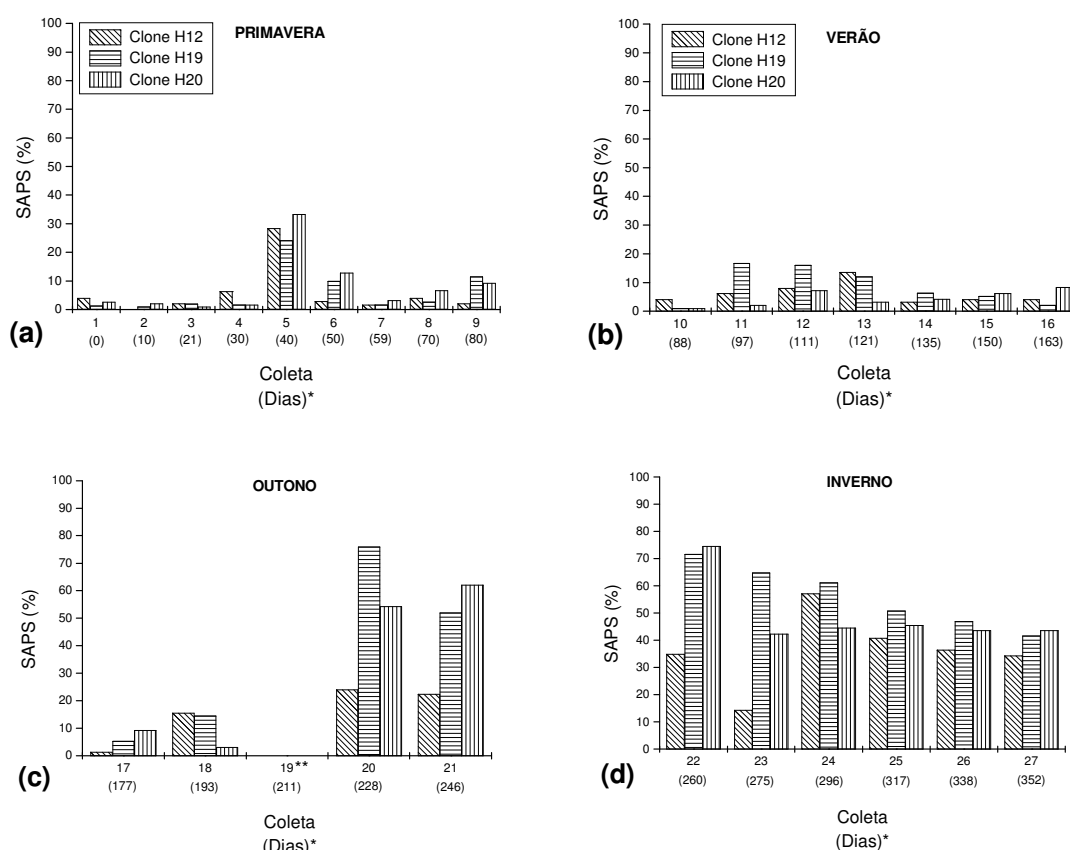 PRIMAVERA
Clone H12
Clone H19
Clone H20
100
90
80
70
60
50
40
30
20
10
0
SAPS (%)
1 2 3 4 5 6 7 8 9
(0) (10) (21) (30) (40) (50) (59) (70) (80)
(a)
Coleta
(Dias)*
VERÃO
Clone H12
Clone H19
Clone H20
100
90
80
70
60
50
40
30
20
10
0
SAPS (%)
10 11 12 13 14 15 16
(88) (97) (111) (121) (135) (150) (163)
(b)
Coleta
(Dias)*
OUTONO
100
90
80
70
60
50
40
30
20
10
0
SAPS (%)
17 18 19** 20 21
(177) (193) (211) (228) (246)
(c)
Coleta
(Dias)*
INVERNO
100
90
80
70
60
50
40
30
20
10
0
SAPS (%)
22 23 24 25 26 27
(260) (275) (296) (317) (338) (352)
(d)
Coleta
(Dias)*